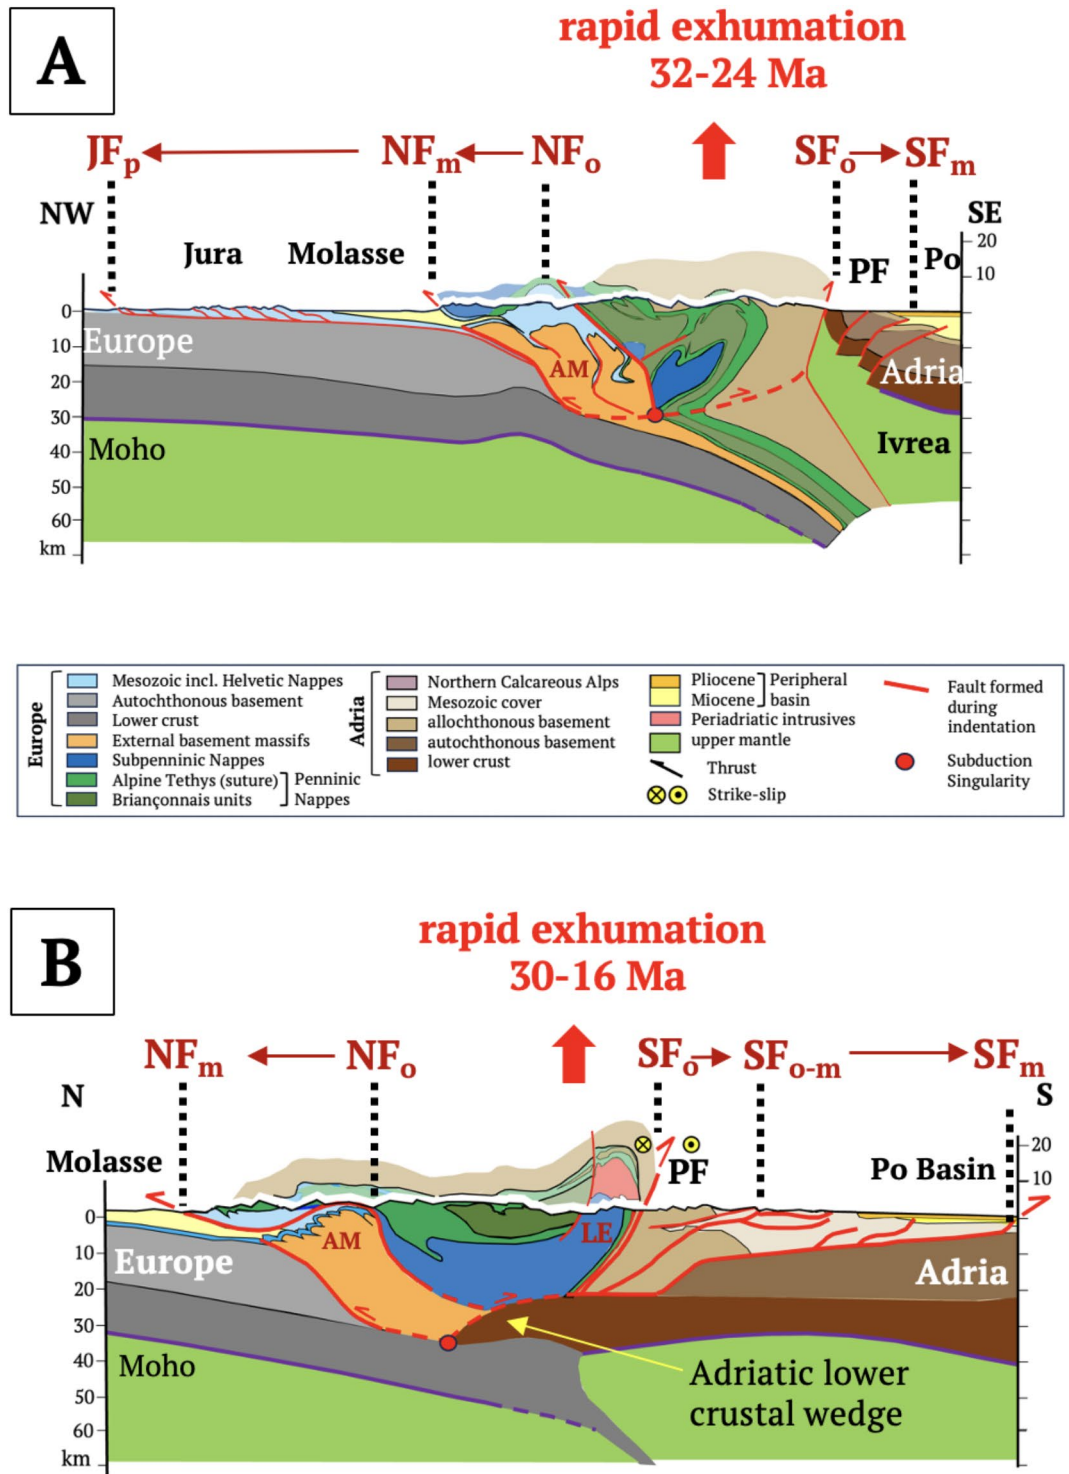 A
rapid exhumation
32-24 Ma
JFp
NFm
NFo
SFo
SFm
NW
SE
Jura
Molasse
PF
Po
20
10
0
10
20
30
40
50
60
km
Europe
AM
Adria
Moho
Ivrea
Europe
Mesozoic incl. Helvetic Nappes
Autochthonous basement
Lower crust
External basement massifs
Subpenninic Nappes
Alpine Tethys (suture)
Briançonnais units
Penninic
Nappes
Adria
Northern Calcareous Alps
Mesozoic cover
allochthonous basement
autochthonous basement
lower crust
Pliocene
Miocene
Peripheral
basin
Periadriatic intrusives
upper mantle
Thrust
Strike-slip
Fault formed
during
indentation
Subduction
Singularity
B
rapid exhumation
30-16 Ma
NFm
NFo
SFo
SFo-m
SFm
N
S
Molasse
PF
Po Basin
20
10
0
10
20
30
40
50
60
km
AM
LE
Europe
Adria
Moho
Adriatic lower
crustal wedge